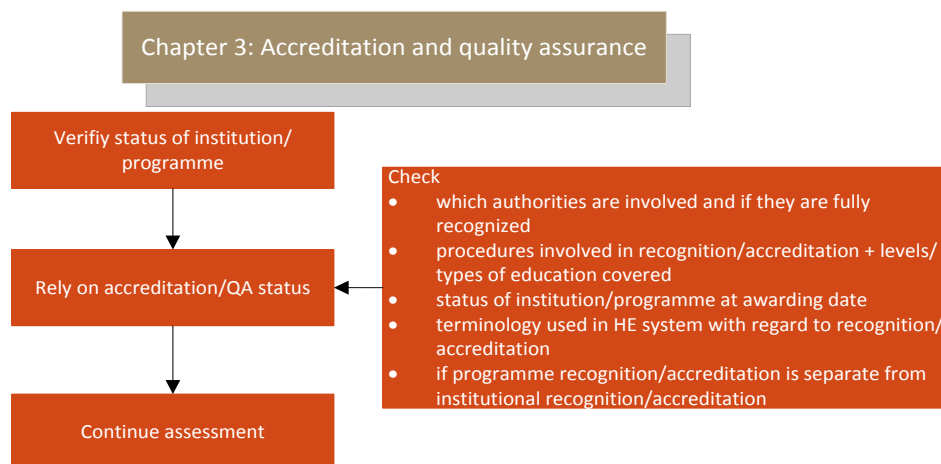 Chapter 3: Accreditation and quality assurance
Verifiy status of institution/
programme
Rely on accreditation/QA status
Continue assessment
Check
● which authorities are involved and if they are fully
recognized
● procedures involved in recognition/accreditation + levels/
types of education covered
● status of institution/programme at awarding date
● terminology used in HE system with regard to recognition/
accreditation
● if programme recognition/accreditation is separate from
institutional recognition/accreditation